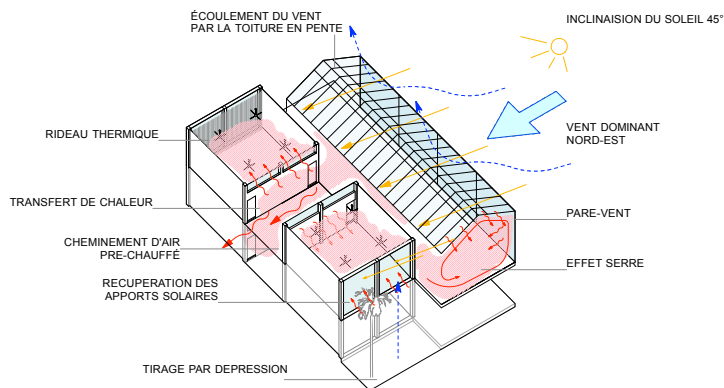 ÉCOULEMENT DU VENT
PAR LA TOITURE EN PENTE
INCLINAISION DU SOLEIL 45°
RIDEAU THERMIQUE
VENT DOMINANT
NORD-EST
TRANSFERT DE CHALEUR
PARE-VENT
CHEMINEMENT D'AIR
PRE-CHAUFFÉ
EFFET SERRE
RECUPERATION DES
APPORTS SOLAIRES
TIRAGE PAR DEPRESSION